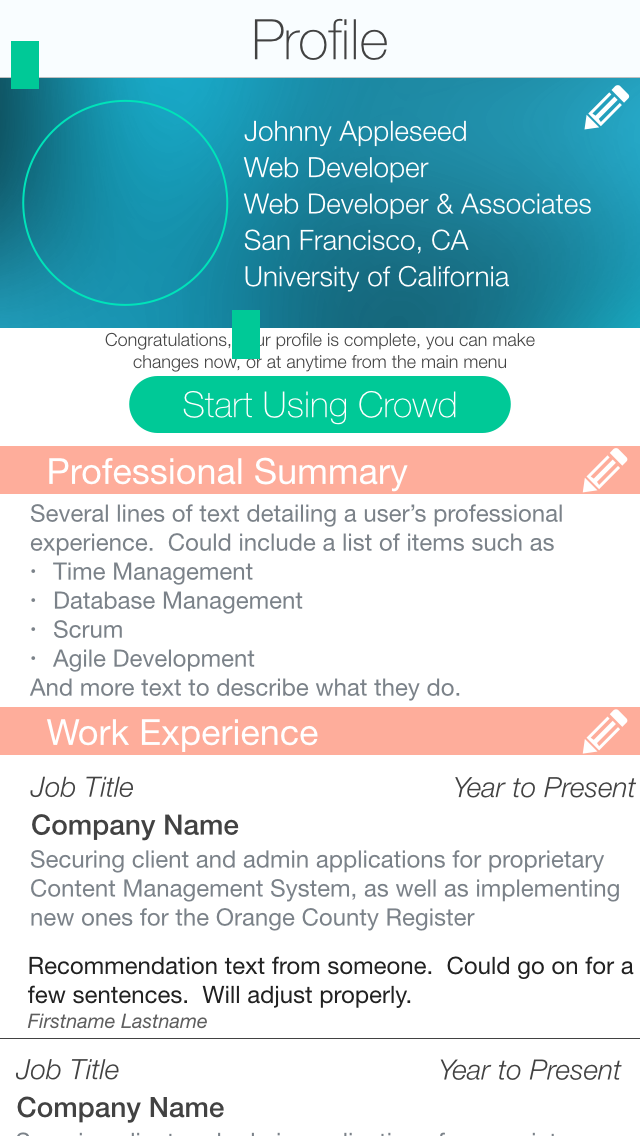 Profile
Johnny Appleseed
Web Developer
Web Developer & Associates
San Francisco, CA
University of California
Congratulations, profile is complete, you can make
changes now, or at anytime from the main menu
Start Using Crowd
Professional Summary
Several lines of text detailing a user’s professional
experience.  Could include a list of items such as
· Time Management
· Database Management
· Scrum
· Agile Development
And more text to describe what they do.
Work Experience
Job Title Year to Present
Company Name
Securing client and admin applications for proprietary
Content Management System, as well as implementing
new ones for the Orange County Register
Recommendation text from someone.  Could go on for a
few sentences.  Will adjust properly.
Firstname Lastname
Job Title Year to Present
Company Name